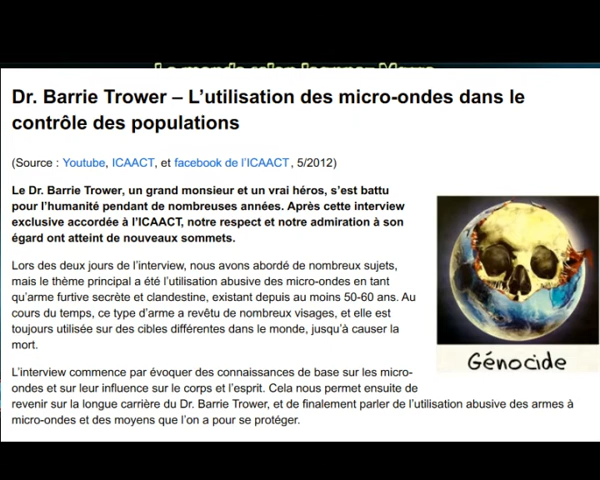 Dr. Barrie Trower – L’utilisation des micro-ondes dans le
contrôle des populations
(Source : Youtube, ICAACT, et facebook de l’ICAACT, 5/2012)
Le Dr. Barrie Trower, un grand monsieur et un vrai héros, s’est battu
pour l’humanité pendant de nombreuses années. Après cette interview
exclusive accordée à l’ICAACT, notre respect et notre admiration à son
égard ont atteint de nouveaux sommets.
Lors des deux jours de l’interview, nous avons abordé de nombreux sujets,
mais le thème principal a été l’utilisation abusive des micro-ondes en tant
qu’arme furtive secrète et clandestine, existant depuis au moins 50-60 ans. Au
cours du temps, ce type d’arme a revêtu de nombreux visages, et elle est
toujours utilisée sur des cibles différentes dans le monde, jusqu’à causer la
mort.
Génocide
L’interview commence par évoquer des connaissances de base sur les micro-
ondes et sur leur influence sur le corps et l’esprit. Cela nous permet ensuite de
revenir sur la longue carrière du Dr. Barrie Trower, et de finalement parler de l’utilisation abusive des armes à
micro-ondes et des moyens que l’on a pour se protéger.